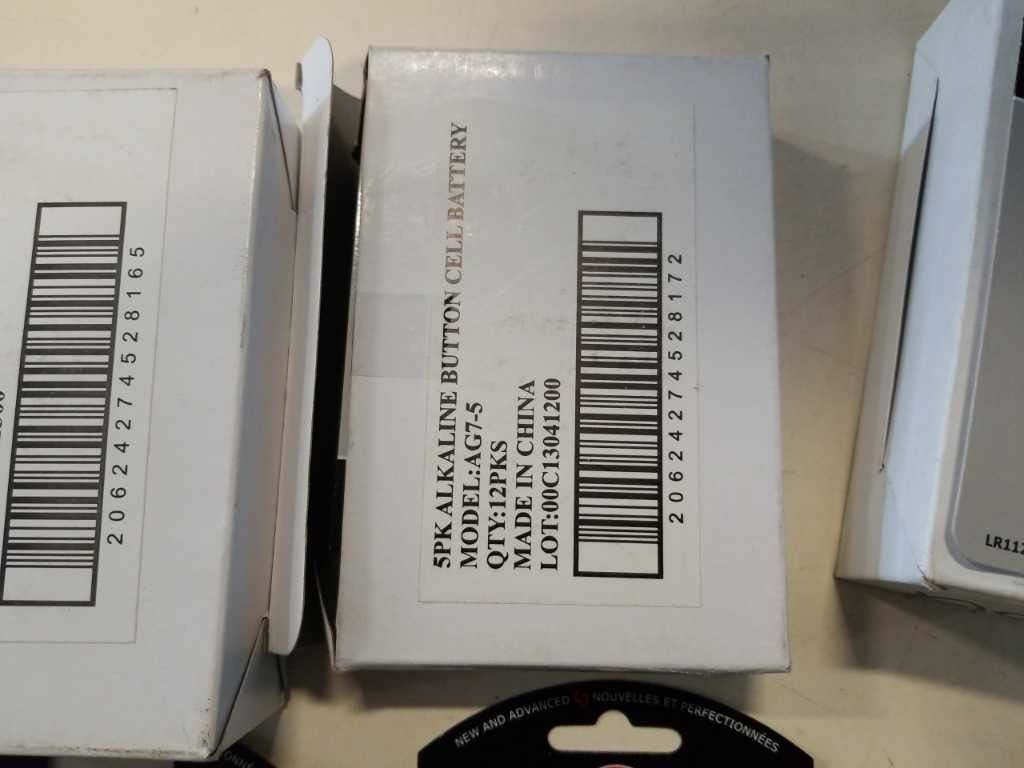 20624274528165
5PK ALKALINE BUTTON CELL BATTERY
MODEL:AG7-5
QTY:12PKS
MADE IN CHINA
LOT:00C13041200
20624274528172
NEW AND ADVANCED NOUVELLES ET PERFECTIONNÉES